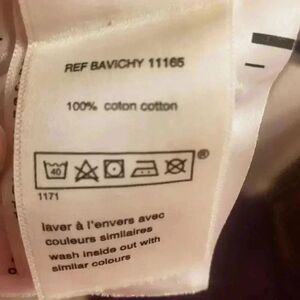 REF BAVICHY 11165
100% coton cotton
40
®
1171
laver à l'envers avec
couleurs similaires
wash inside out with
similar colours